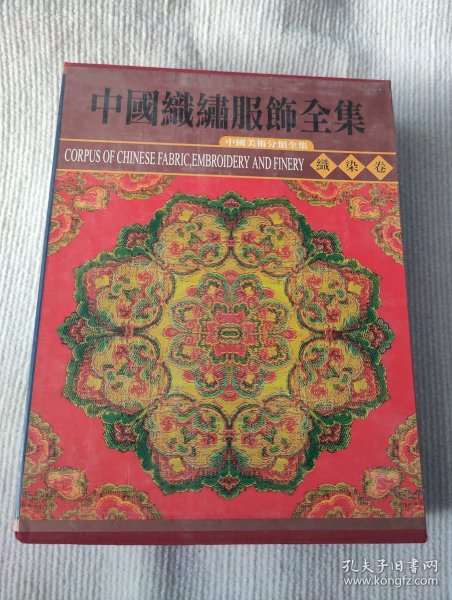 中國織繡服飾全集
中國美術分類全集
CORPUS OF CHINESE FABRIC,EMBROIDERY AND FINERY
織染卷
孔夫子旧书网
www.kongfz.com